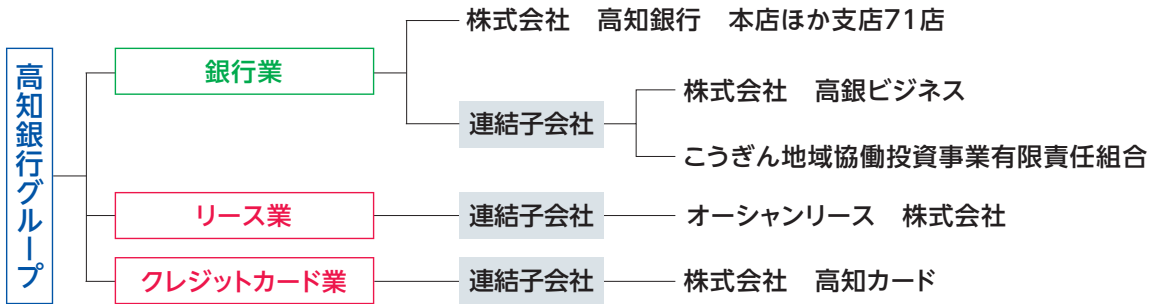 高知銀行グループ
銀行業
株式会社　高知銀行　本店ほか支店71店
連結子会社
株式会社　高銀ビジネス
こうぎん地域協働投資事業有限責任組合
リース業
連結子会社
オーシャンリース　株式会社
クレジットカード業
連結子会社
株式会社　高知カード